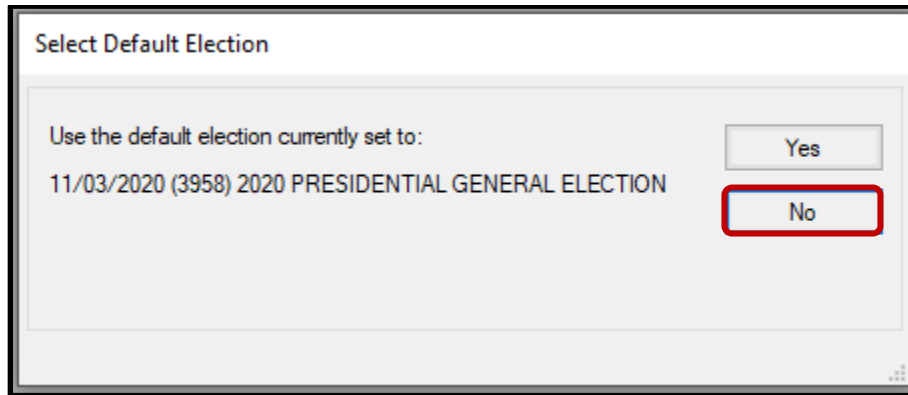 Select Default Election
Use the default election currently set to:
Yes
11/03/2020 (3958) 2020 PRESIDENTIAL GENERAL ELECTION
No